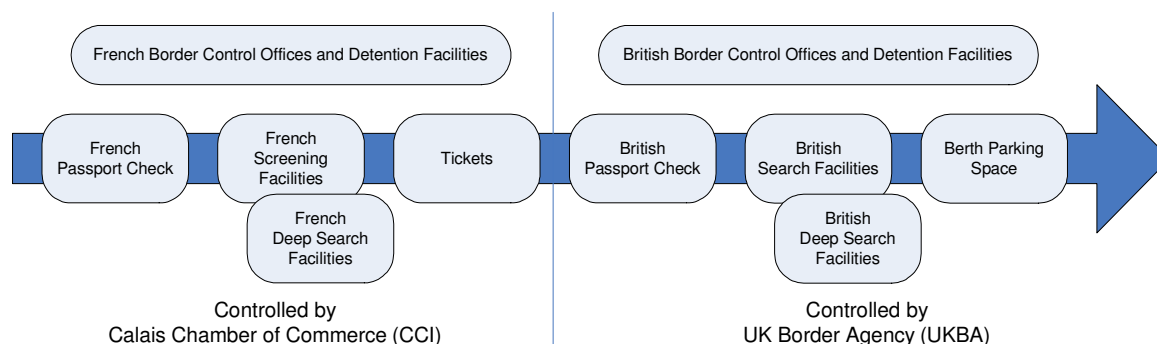 French Border Control Offices and Detention Facilities
British Border Control Offices and Detention Facilities
French
Passport Check
French
Screening
Facilities
Tickets
British
Passport Check
British
Search Facilities
Berth Parking
Space
French
Deep Search
Facilities
British
Deep Search
Facilities
Controlled by
Calais Chamber of Commerce (CCI)
Controlled by
UK Border Agency (UKBA)